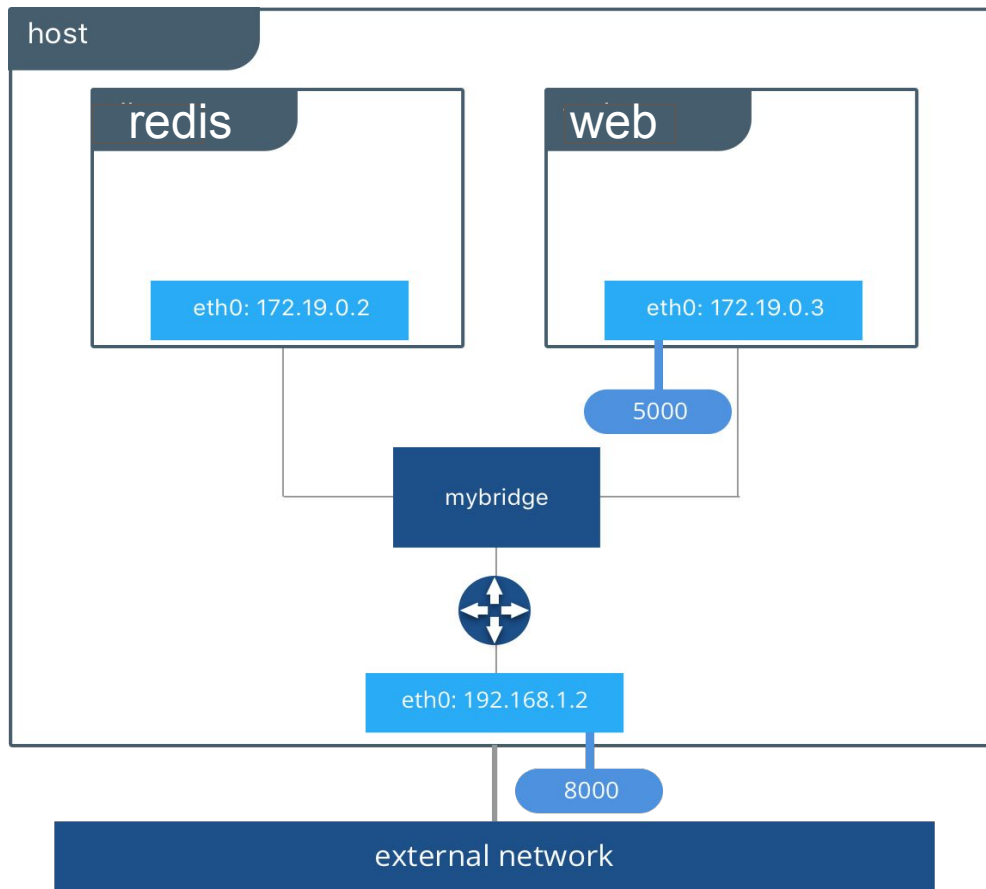 host
redis
web
eth0: 172.19.0.2
eth0: 172.19.0.3
5000
mybridge
eth0: 192.168.1.2
8000
external network